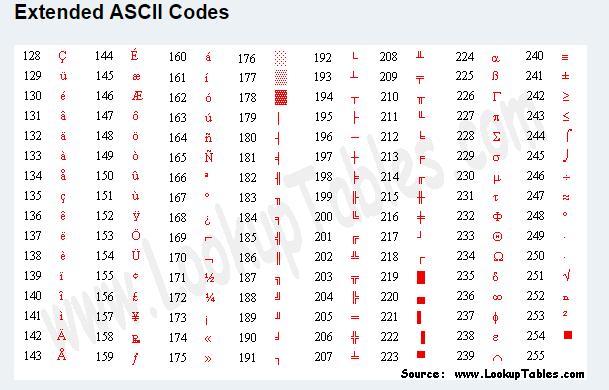 Extended ASCII Codes
128 Ç 144 É 160 á 176 ░ 192 └ 208 ╨ 224 α 240 ≡
129 ü 145 æ 161 í 177 ▒ 193 ┴ 209 ╤ 225 ß 241 ±
130 é 146 Æ 162 ó 178 ▓ 194 ┬ 210 ╥ 226 Γ 242 ≥
131 â 147 ô 163 ú 179 │ 195 ├ 211 ╙ 227 π 243 ≤
132 ä 148 ö 164 ñ 180 ┤ 196 ─ 212 ╘ 228 Σ 244 ⌠
133 à 149 ò 165 Ñ 181 ╡ 197 ┼ 213 ╒ 229 σ 245 ⌡
134 å 150 û 166 ª 182 ╢ 198 ╞ 214 ╓ 230 µ 246 ÷
135 ç 151 ù 167 º 183 ╖ 199 ╟ 215 ╫ 231 τ 247 ≈
136 ê 152 ÿ 168 ¿ 184 ╕ 200 ╚ 216 ╪ 232 Φ 248 °
137 ë 153 Ö 169 ⌐ 185 ╣ 201 ╔ 217 ┘ 233 Θ 249 ·
138 è 154 Ü 170 ¬ 186 ║ 202 ╩ 218 ┌ 234 Ω 250 ·
139 ï 155 ¢ 171 ½ 187 ╗ 203 ╦ 219 █ 235 δ 251 √
140 î 156 £ 172 ¼ 188 ╝ 204 ╠ 220 ▄ 236 ∞ 252 ⁿ
141 ì 157 ¥ 173 ¡ 189 ╜ 205 ═ 221 ▌ 237 φ 253 ²
142 Ä 158 ₧ 174 « 190 ╛ 206 ╬ 222 ▐ 238 ε 254 ■
143 Å 159 ƒ 175 » 191 ┐ 207 ╧ 223 ▀ 239 ∩ 255
www.LookupTables.com
Source: www.LookupTables.com